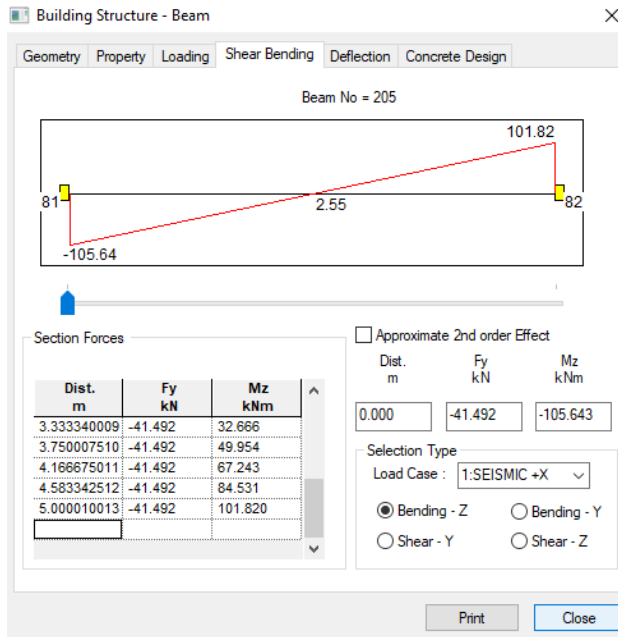 Building Structure - Beam
Geometry Property Loading Shear Bending Deflection Concrete Design
Beam No = 205
101.82
81 2.55 82
-105.64
Section Forces
Dist. m Fy kN Mz kNm
3.333340009 -41.492 32.666
3.750007510 -41.492 49.954
4.166675011 -41.492 67.243
4.583342512 -41.492 84.531
5.000010013 -41.492 101.820
Approximate 2nd order Effect
Dist. Fy Mz
m kN kNm
0.000 -41.492 -105.643
Selection Type
Load Case : 1:SEISMIC +X
Bending - Z Bending - Y
Shear - Y Shear - Z
Print Close